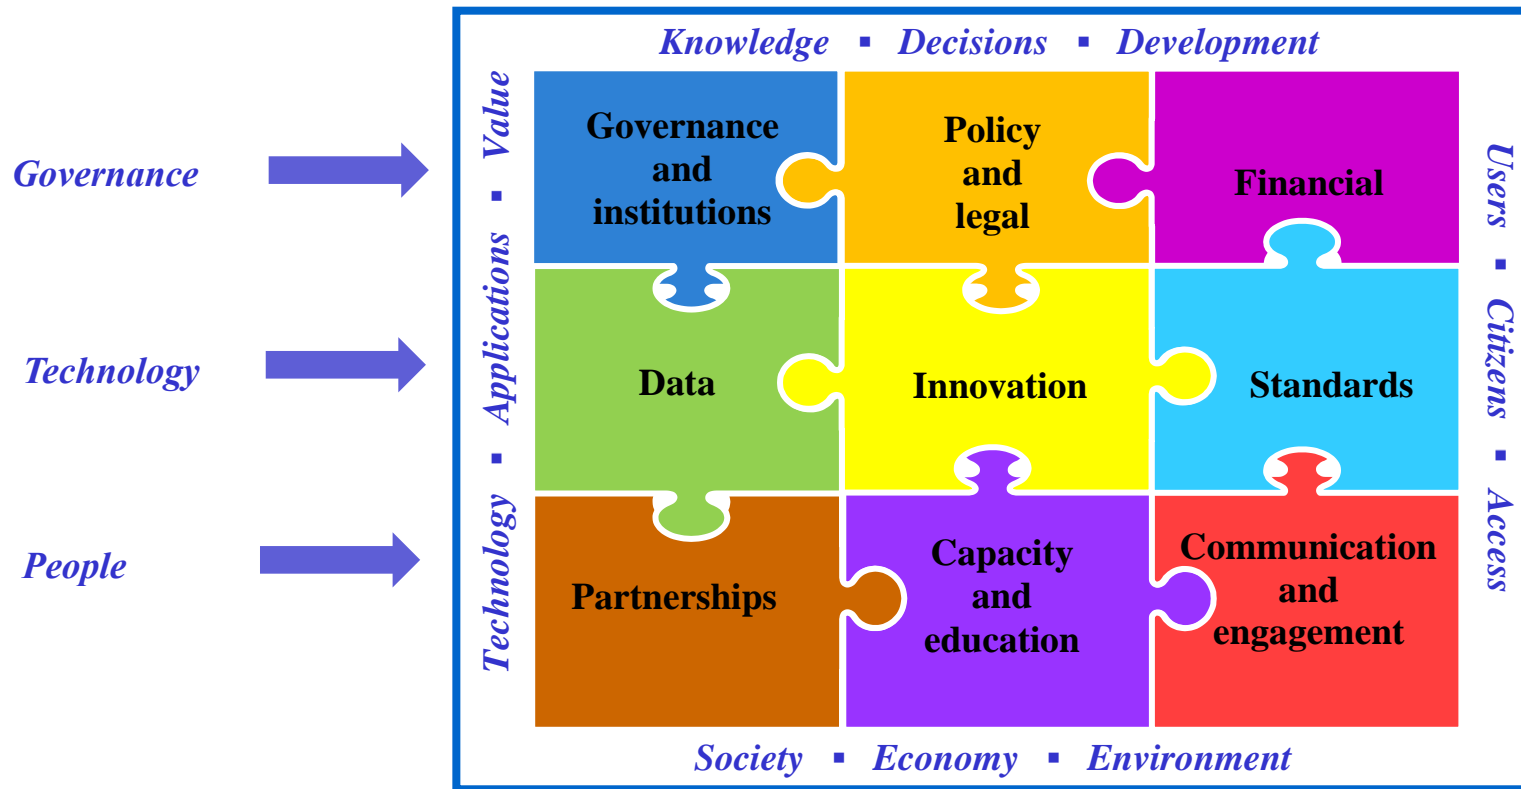 Knowledge ▪ Decisions ▪ Development
Governance
Technology
People
Technology ▪ Applications ▪ Value
Governance
and
institutions
Policy
and
legal
Financial
Data
Innovation
Standards
Partnerships
Capacity
and
education
Communication
and
engagement
Users ▪ Citizens ▪ Access
Society ▪ Economy ▪ Environment